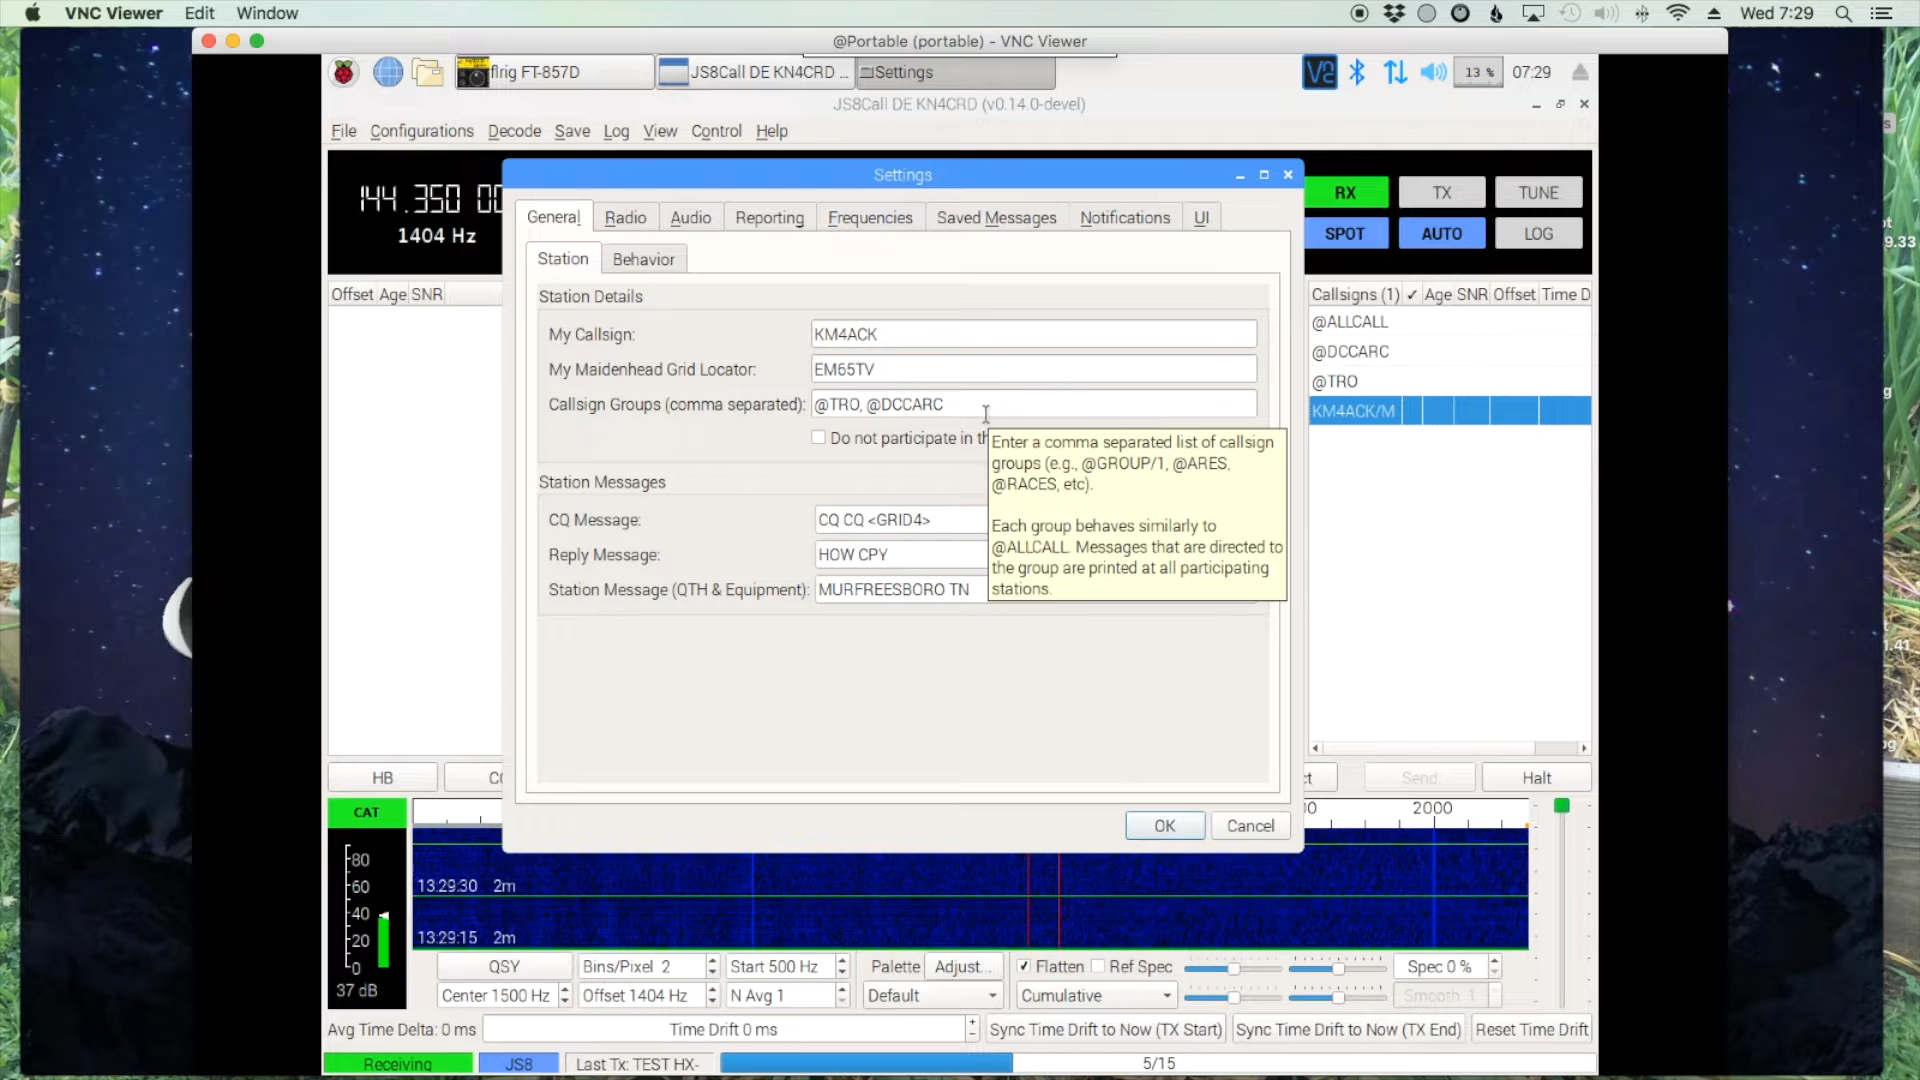 VNC Viewer Edit Window Wed 7:29
@Portable (portable) - VNC Viewer
flrig FT-857D JS8Call DE KN4CRD ... Settings V2 13 % 07:29
JS8Call DE KN4CRD (v0.14.0-devel)
File Configurations Decode Save Log View Control Help
Settings
144.350 00
1404 Hz
RX TX TUNE
SPOT AUTO LOG
General Radio Audio Reporting Frequencies Saved Messages Notifications UI
Station Behavior
Offset Age SNR
Callsigns (1) ✓ Age SNR Offset Time D
@ALLCALL
@DCCARC
@TRO
KM4ACK/M
Station Details
My Callsign: KM4ACK
My Maidenhead Grid Locator: EM65TV
Callsign Groups (comma separated): @TRO, @DCCARC
Do not participate in th
Enter a comma separated list of callsign
groups (e.g., @GROUP/1, @ARES,
@RACES, etc).
Each group behaves similarly to
@ALLCALL. Messages that are directed to
the group are printed at all participating
stations.
Station Messages
CQ Message: CQ CQ <GRID4>
Reply Message: HOW CPY
Station Message (QTH & Equipment): MURFREESBORO TN
OK Cancel
HB Send Halt
CAT
2000
80
60
40
20
0
37 dB
13:29:30 2m
13:29:15 2m
QSY Bins/Pixel 2 Start 500 Hz Palette Adjust... Flatten Ref Spec Spec 0 %
Center 1500 Hz Offset 1404 Hz N Avg 1 Default Cumulative Smooth 1
Avg Time Delta: 0 ms Time Drift 0 ms Sync Time Drift to Now (TX Start) Sync Time Drift to Now (TX End) Reset Time Drift
Receiving JS8 Last Tx: TEST HX- 5/15
9.33
1.41